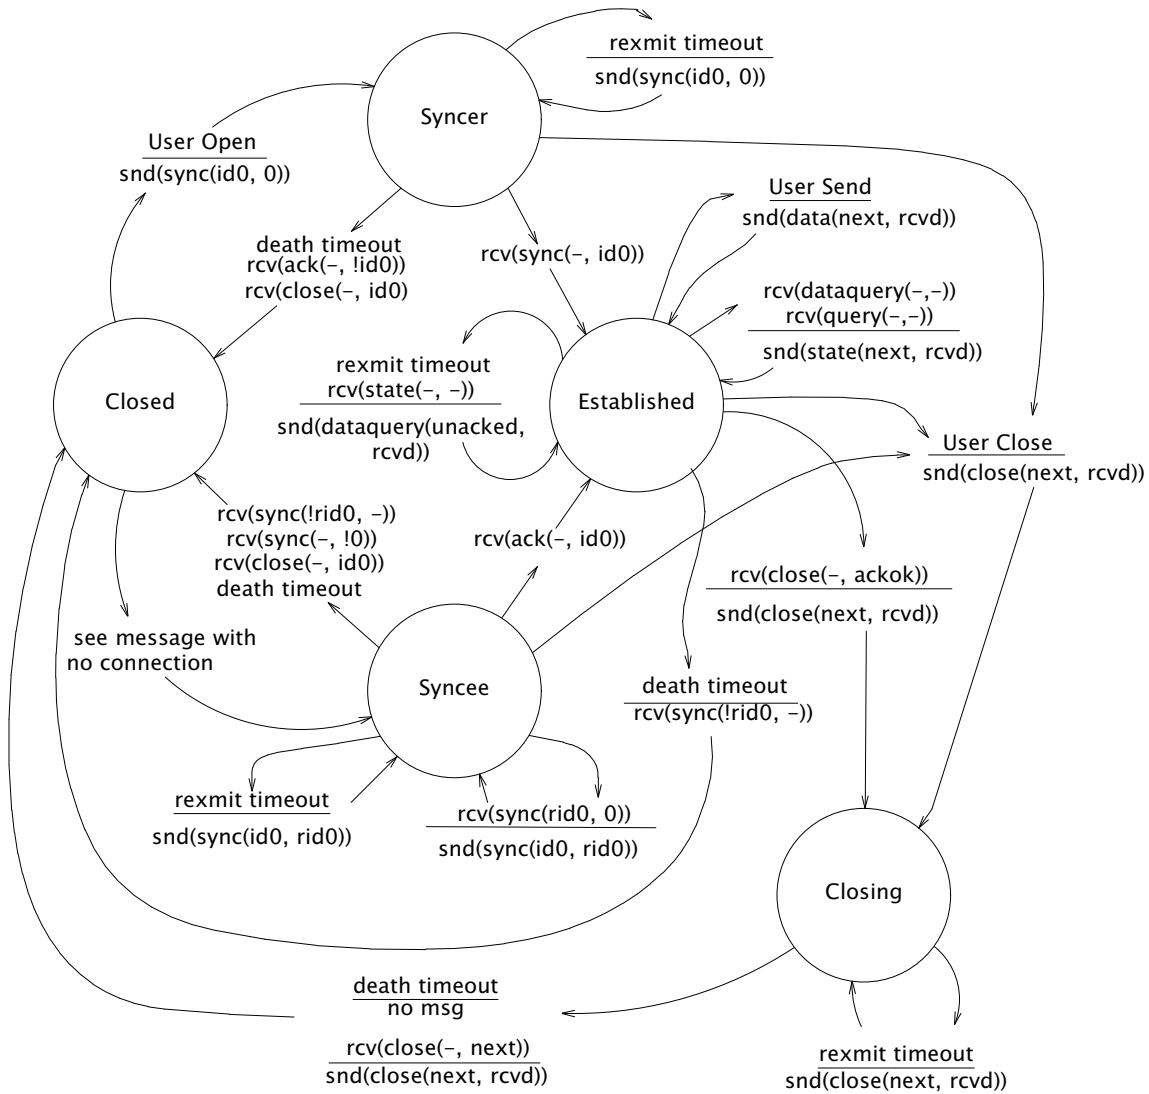 rexmit timeout
snd(sync(id0, 0))
Syncer
User Open
snd(sync(id0, 0))
User Send
snd(data(next, rcvd))
death timeout
rcv(ack(-, !id0))
rcv(close(-, id0)
rcv(sync(-, id0))
rcv(dataquery(-,-))
rcv(query(-,-))
snd(state(next, rcvd))
rexmit timeout
rcv(state(-, -))
snd(dataquery(unacked,
rcvd))
Closed
Established
User Close
snd(close(next, rcvd))
rcv(sync(!rid0, -))
rcv(sync(-, !0))
rcv(close(-, id0))
death timeout
rcv(ack(-, id0))
rcv(close(-, ackok))
snd(close(next, rcvd))
see message with
no connection
Syncee
death timeout
rcv(sync(!rid0, -))
rexmit timeout
snd(sync(id0, rid0))
rcv(sync(rid0, 0))
snd(sync(id0, rid0))
Closing
death timeout
no msg
rcv(close(-, next))
snd(close(next, rcvd))
rexmit timeout
snd(close(next, rcvd))